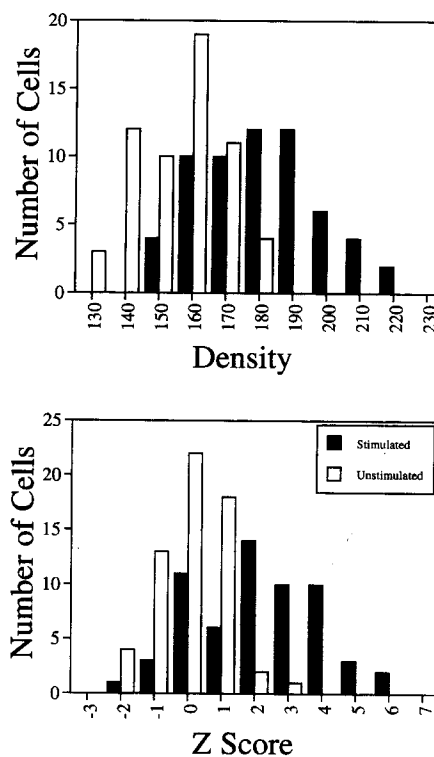 20
15
10
5
0
Number of Cells
130 140 150 160 170 180 190 200 210 220 230
Density
25
20
15
10
5
0
Number of Cells
Stimulated
Unstimulated
-3 -2 -1 0 1 2 3 4 5 6 7
Z Score